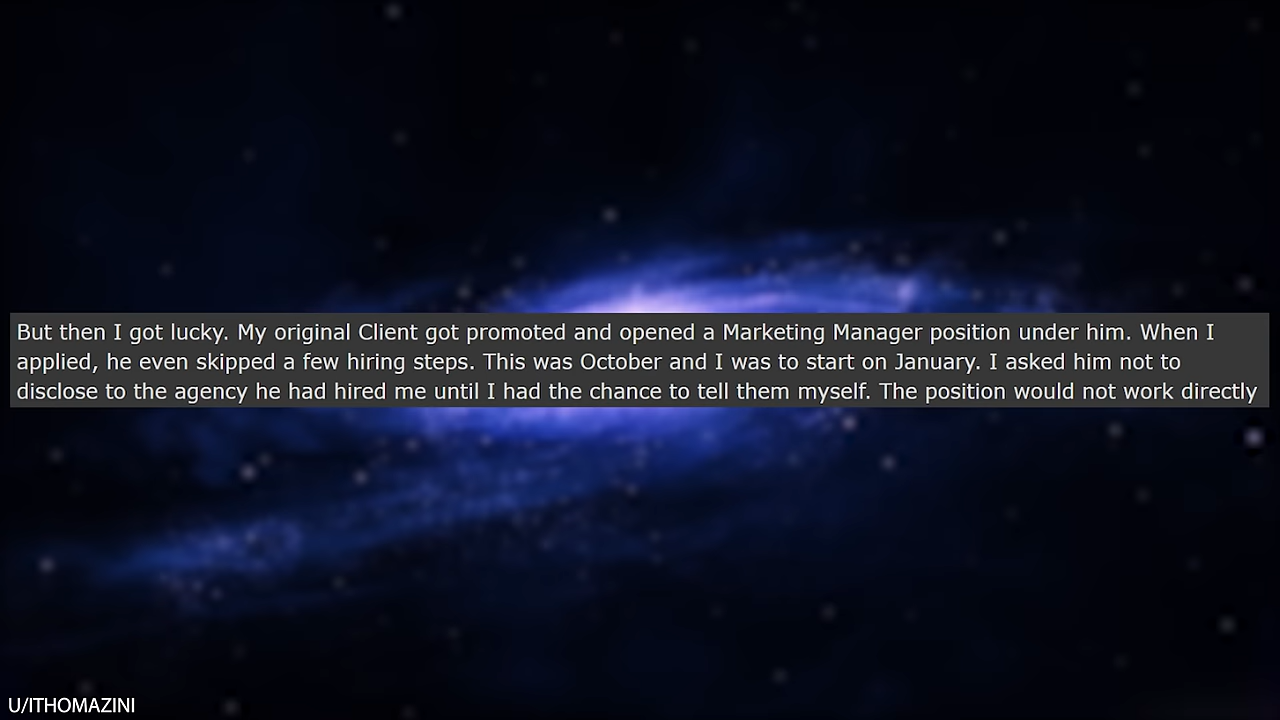 But then I got lucky. My original Client got promoted and opened a Marketing Manager position under him. When I
applied, he even skipped a few hiring steps. This was October and I was to start on January. I asked him not to
disclose to the agency he had hired me until I had the chance to tell them myself. The position would not work directly
U/ITHOMAZINI